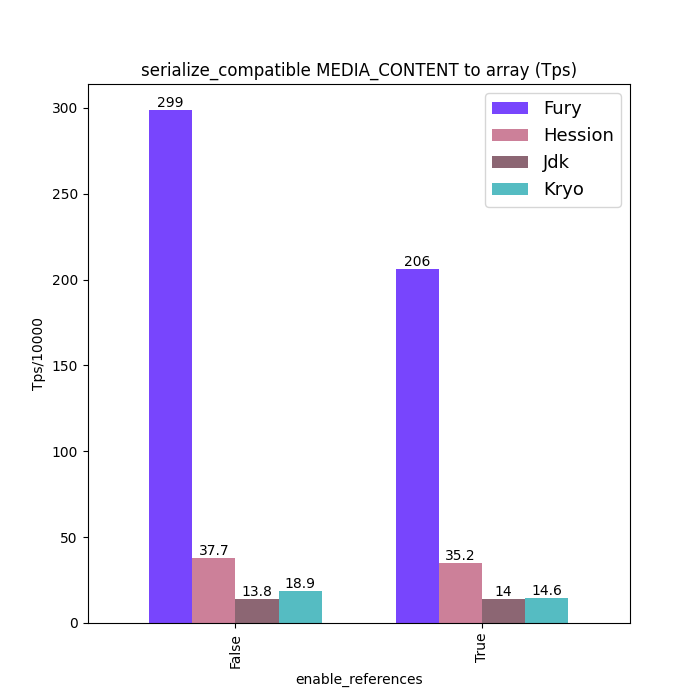 serialize_compatible MEDIA_CONTENT to array (Tps)
Fury
Hession
Jdk
Kryo
Tps/10000
300
250
200
150
100
50
0
299
37.7
13.8
18.9
206
35.2
14
14.6
False
True
enable_references